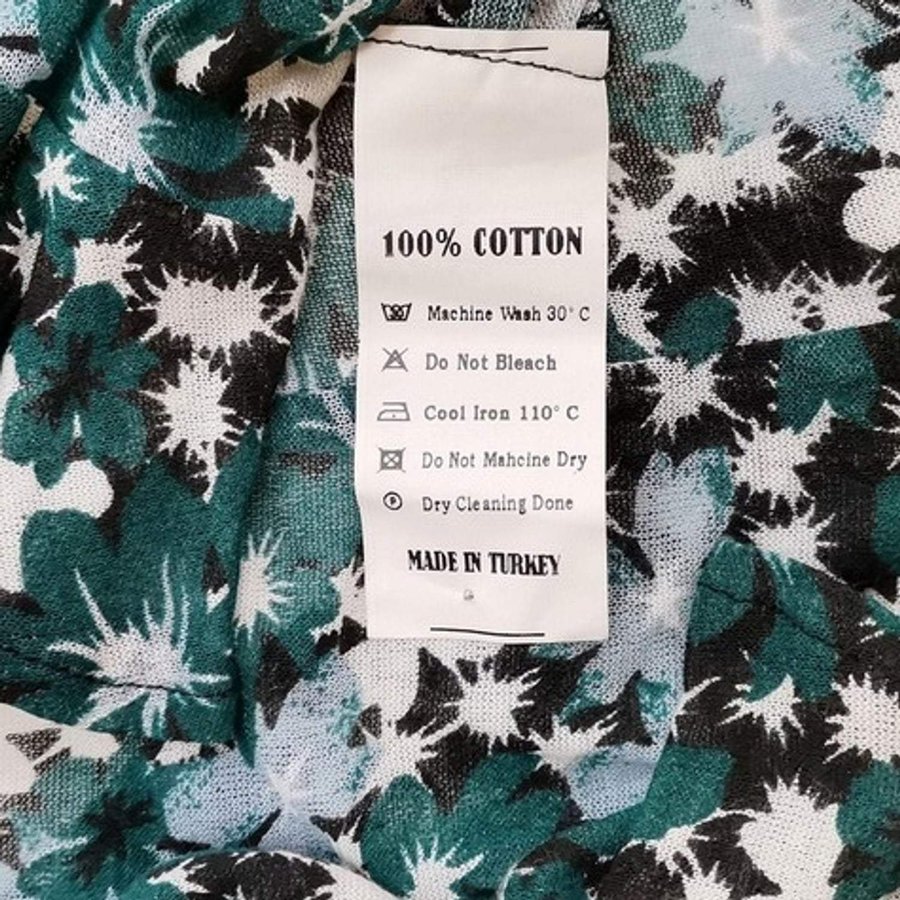 100% COTTON
Machine Wash 30° C
Do Not Bleach
Cool Iron 110° C
Do Not Mahcine Dry
P Dry Cleaning Done
MADE IN TURKEY